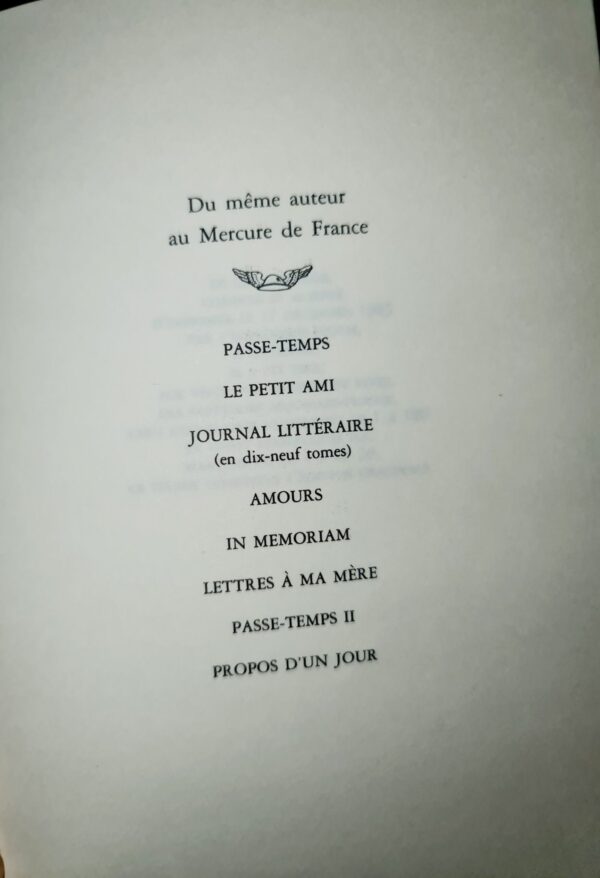 Du même auteur
au Mercure de France
PASSE-TEMPS
LE PETIT AMI
JOURNAL LITTÉRAIRE
(en dix-neuf tomes)
AMOURS
IN MEMORIAM
LETTRES À MA MÈRE
PASSE-TEMPS II
PROPOS D'UN JOUR